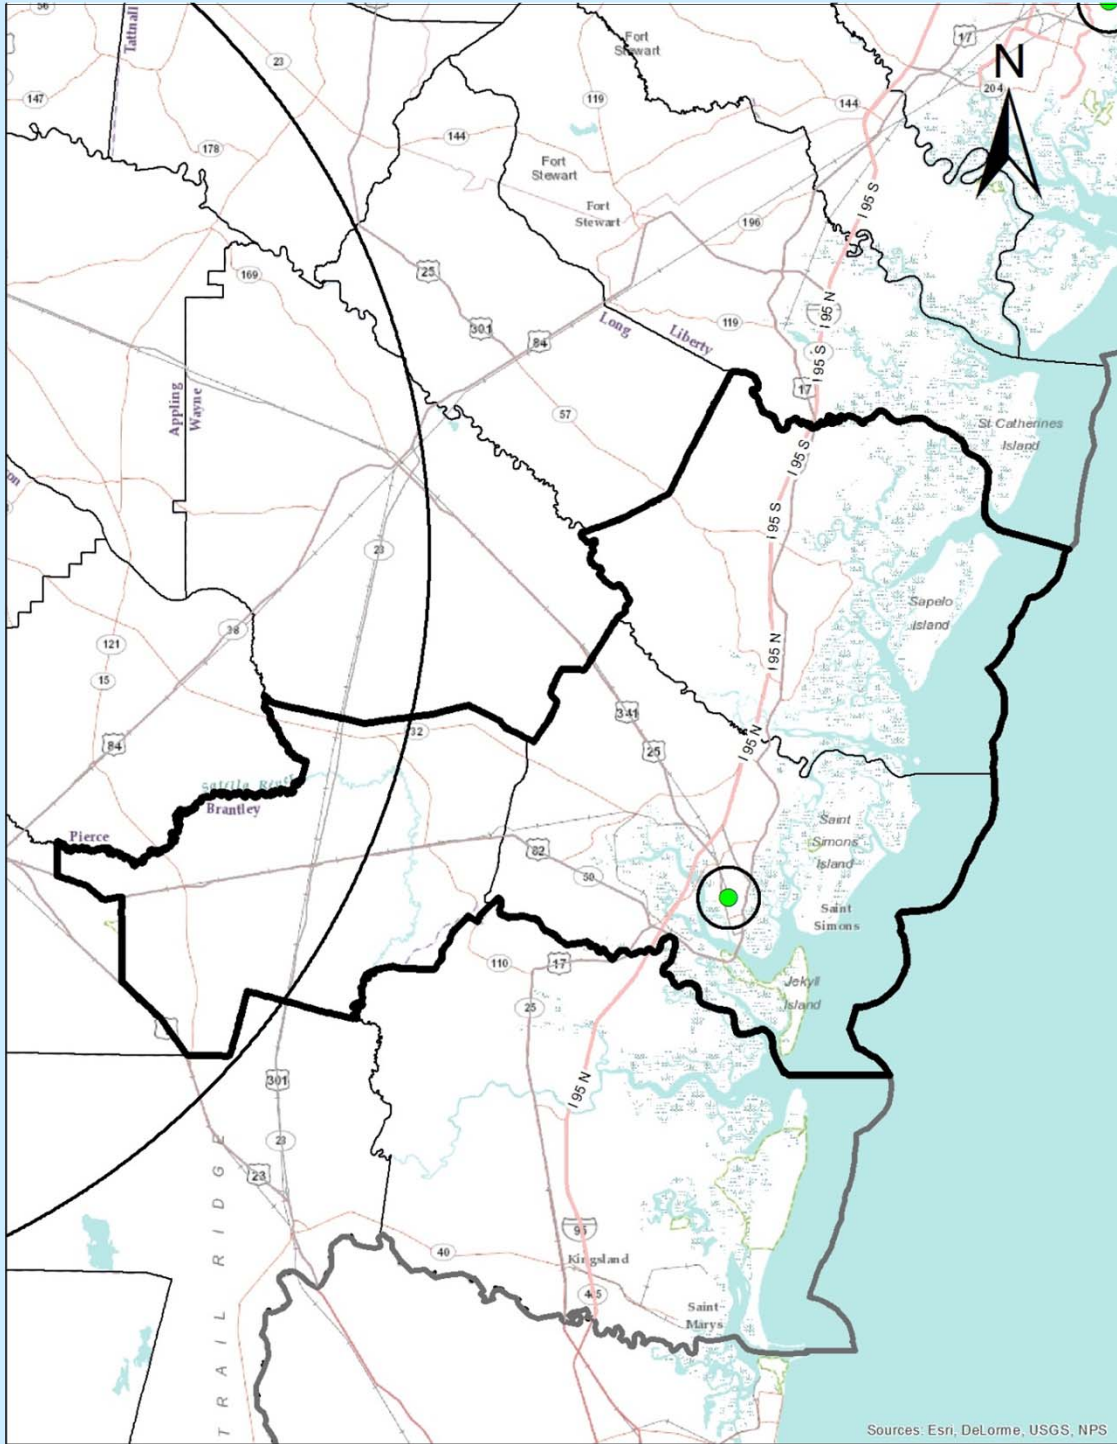 56
Tattnall
23
Fort
Stewart
17
N
204
147
119
144
144
178
Fort
Stewart
Fort
Stewart
I 95 S
196
25
169
301
84
Long
Liberty
119
I 95 N
I 95 S
17
Appling
Wayne
57
St Catherines
Island
I 95 S
I 95 S
23
Sapelo
Island
38
121
15
I 95 N
341
25
I 95 N
32
84
Satilla River
Brantley
Pierce
Saint
Simons
Island
82
50
Saint
Simons
110
17
25
Jekyll
Island
301
I 95 N
23
23
TRAIL RIDGE
95
40
Kingsland
Saint
Marys
Sources: Esri, DeLorme, USGS, NPS